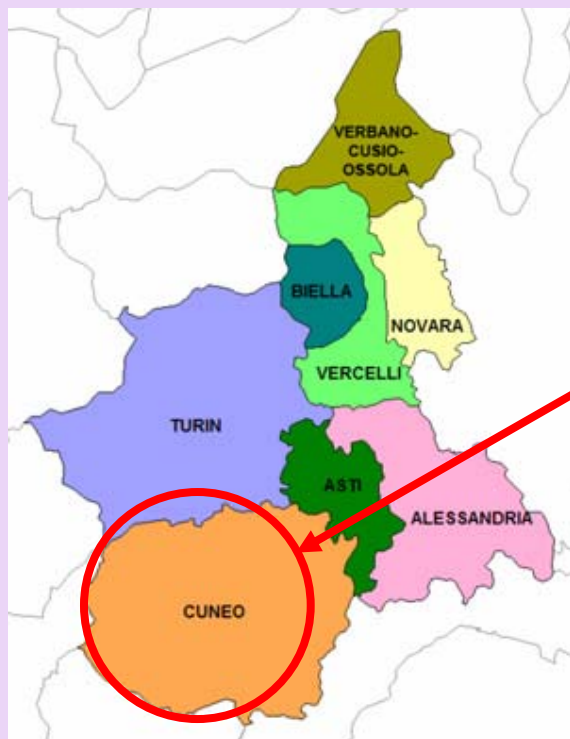 VERBANO-
CUSIO-
OSSOLA
BIELLA
NOVARA
VERCELLI
TURIN
ASTI
ALESSANDRIA
CUNEO